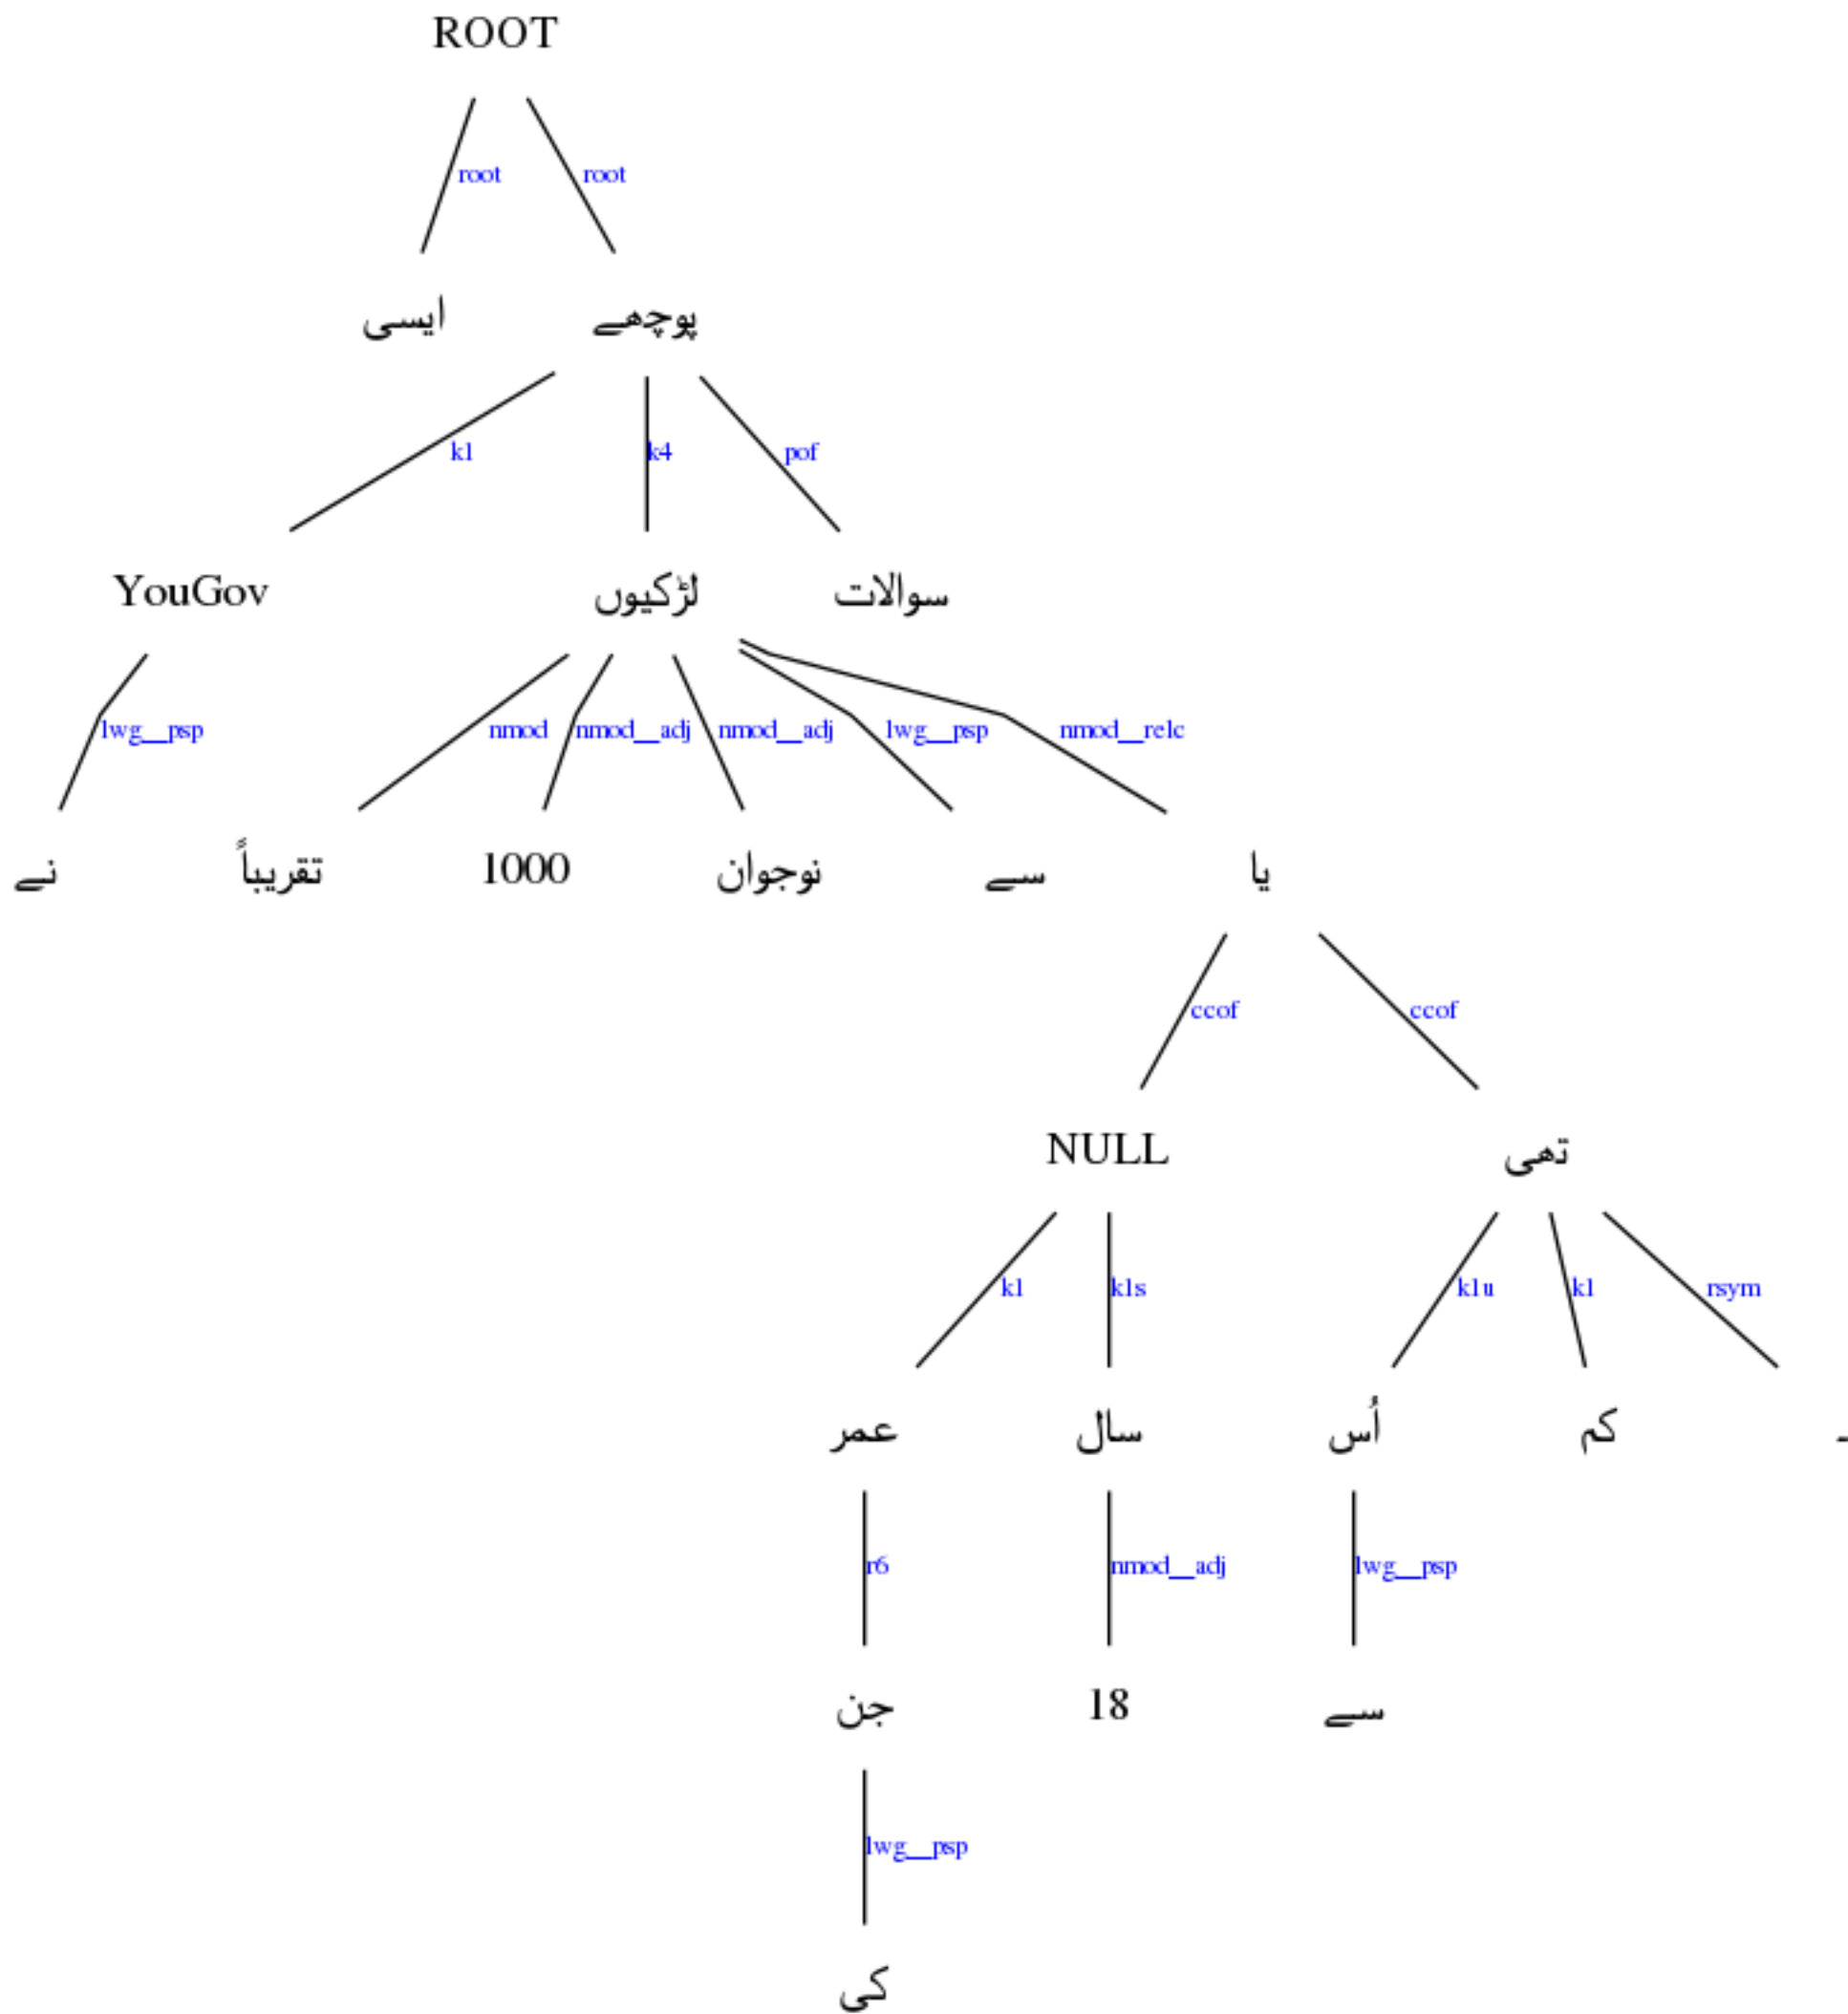 ROOT
root root
ایسی پوچھے
k1 k4 pof
YouGov لڑکیوں سوالات
lwg__psp nmod nmod__adj nmod__adj lwg__psp nmod__relc
نے تقریباً 1000 نوجوان سے یا
ccof ccof
NULL تھی
k1 k1s k1u k1 rsym
عمر سال اُس کم ۔
r6 nmod__adj lwg__psp
جن 18 سے
lwg__psp
کی